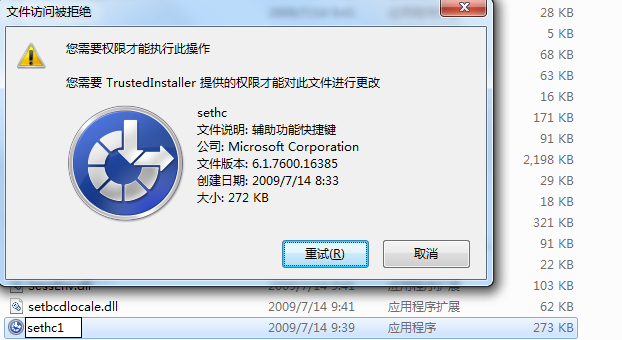 文件访问被拒绝
28 KB
5 KB
您需要权限才能执行此操作
68 KB
63 KB
您需要 TrustedInstaller 提供的权限才能对此文件进行更改
16 KB
sethc
171 KB
文件说明: 辅助功能快捷键
91 KB
公司: Microsoft Corporation
文件版本: 6.1.7600.16385
2,198 KB
创建日期: 2009/7/14 8:33
29 KB
大小: 272 KB
18 KB
321 KB
重试(R) 取消
91 KB
22 KB
SessEnv.dll 2009/7/14 9:41 应用程序扩展 103 KB
setbcdlocale.dll 2009/7/14 9:41 应用程序扩展 62 KB
sethc1 2009/7/14 9:39 应用程序 273 KB